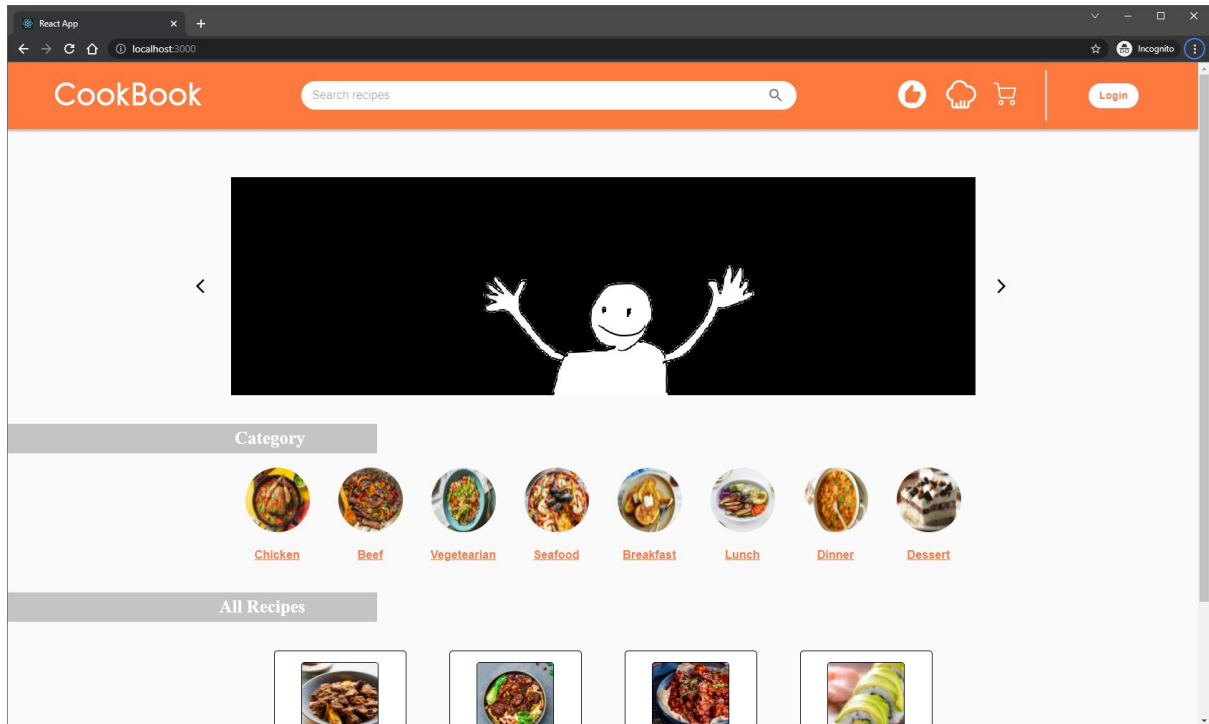 React App
localhost:3000
Incognito
CookBook
Search recipes
Login
Category
Chicken Beef Vegetearian Seafood Breakfast Lunch Dinner Dessert
All Recipes